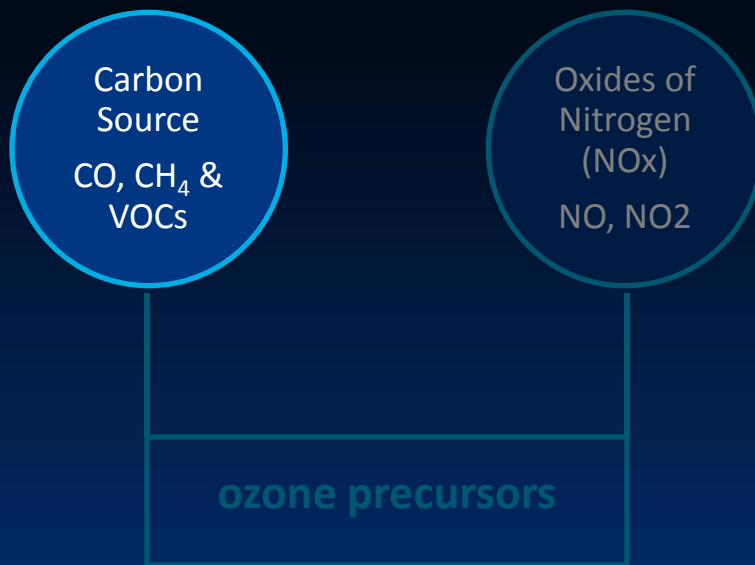 Carbon
Source
CO, CH₄ &
VOCs
Oxides of
Nitrogen
(NOx)
NO, NO2
ozone precursors